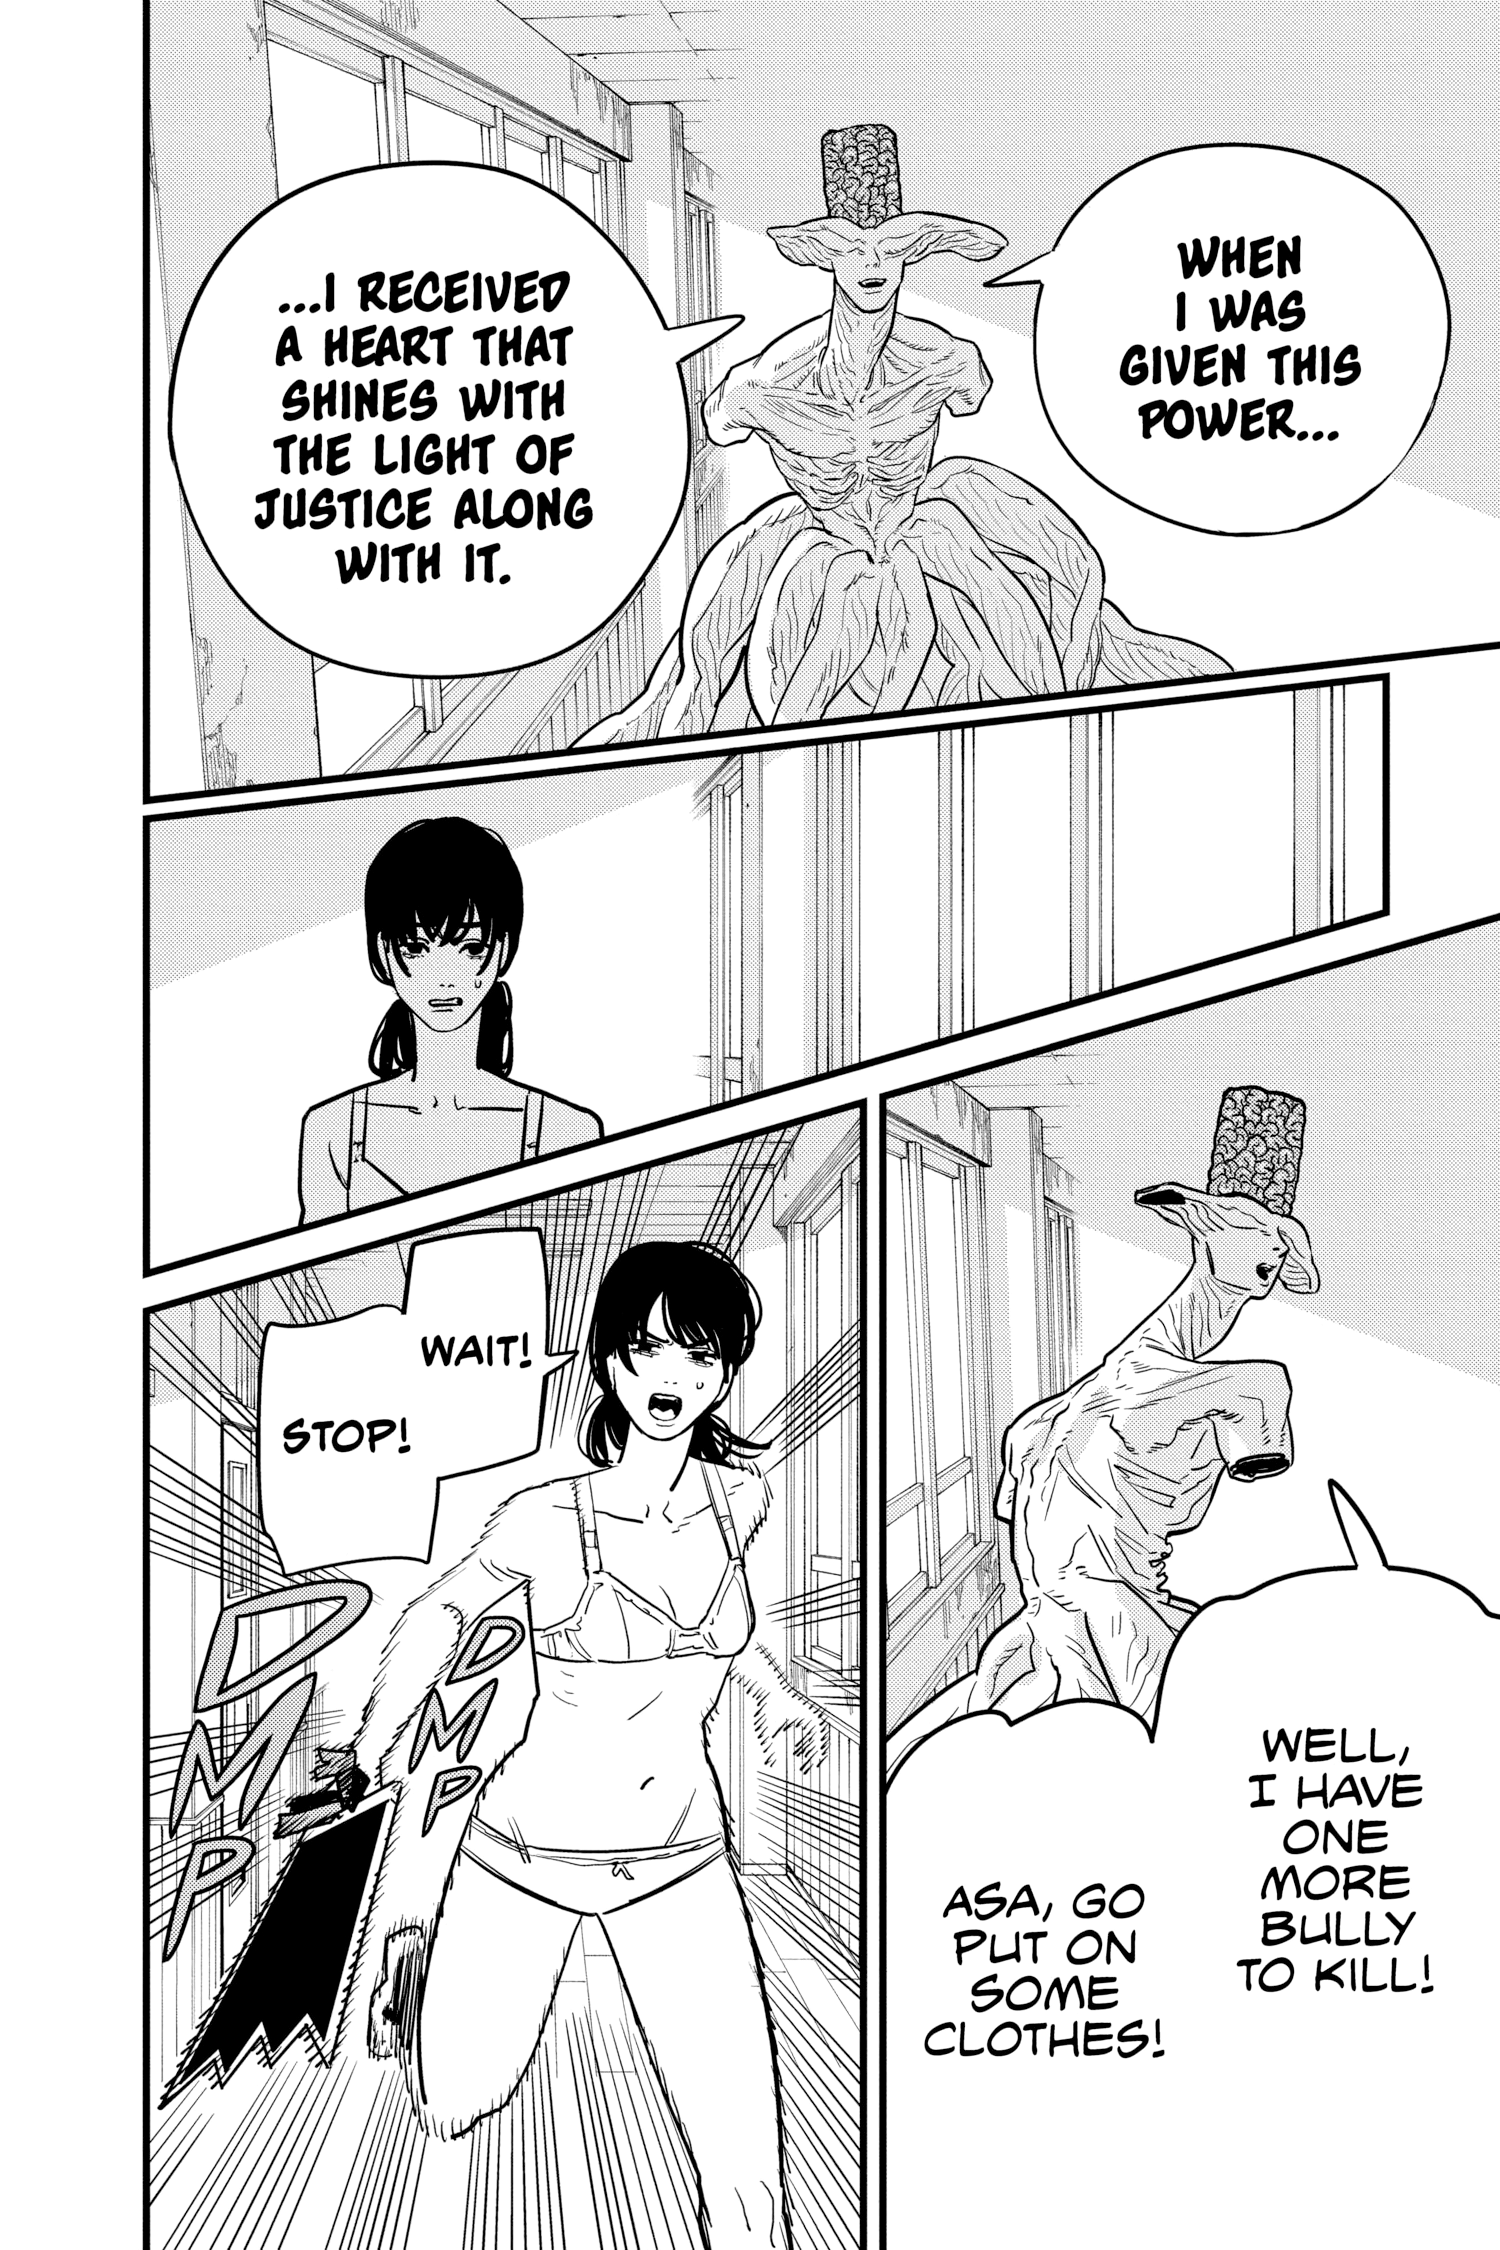 WHEN
I WAS
GIVEN THIS
POWER...
...I RECEIVED
A HEART THAT
SHINES WITH
THE LIGHT OF
JUSTICE ALONG
WITH IT.
WELL,
I HAVE
ONE
MORE
BULLY
TO KILL!
ASA, GO
PUT ON
SOME
CLOTHES!
WAIT!
STOP!
DMP
DMP